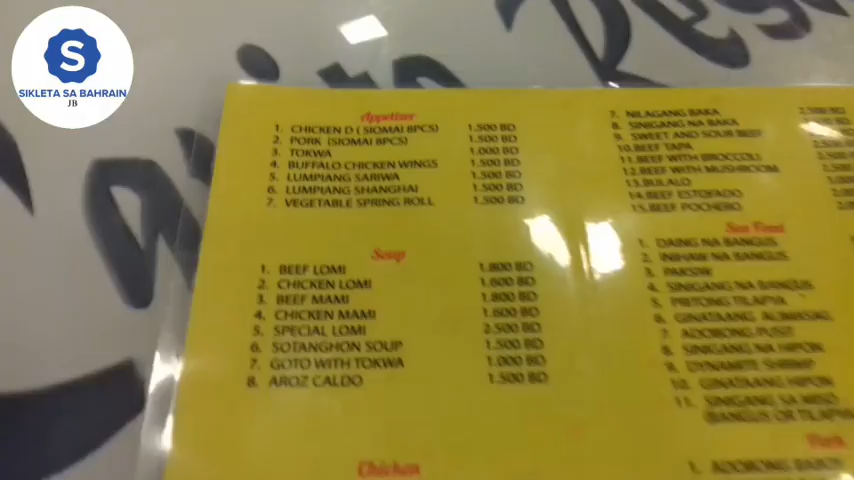 S
SIKLETA SA BAHRAIN
JB
Appetizer
1. CHICKEN D ( SIOMAI 8PCS) 1.500 BD
2. PORK (SIOMAI 8PCS) 1.500 BD
3. TOKWA 1.000 BD
4. BUFFALO CHICKEN WINGS 1.500 BD
5. LUMPIANG SARIWA 1.500 BD
6. LUMPIANG SHANGHAI 1.500 BD
7. VEGETABLE SPRING ROLL 1.500 BD
Soup
1. BEEF LOMI 1.800 BD
2. CHICKEN LOMI 1.600 BD
3. BEEF MAMI 1.800 BD
4. CHICKEN MAMI 1.600 BD
5. SPECIAL LOMI 2.500 BD
6. SOTANGHON SOUP 1.500 BD
7. GOTO WITH TOKWA 1.000 BD
8. AROZ CALDO 1.500 BD
Chicken
7. NILAGANG BAKA
8. SINIGANG NA BAKA
9. SWEET AND SOUR BEEF
10.BEEF TAPA
11.BEEF WITH BROCCOLI
12.BEEF WITH MUSHROOM
13.BULALO
14.BEEF ESTOFADO
15.BEEF POCHERO
Sea Food
1. DAING NA BANGUS
2. INIHAW NA BANGUS
3. PAKSIW
4. SINIGANG NA BANGUS
5. PRITONG TILAPYA
6. GINATAANG ALIMASAG
7. ADOBONG PUSIT
8. SINIGANG NA HIPON
9. DYNAMITE SHRIMP
10. GINATAANG HIPON
11. SINIGANG SA MISO
(BANGUS OR TILAPIA
Pork
1. ADOBONG BABOY